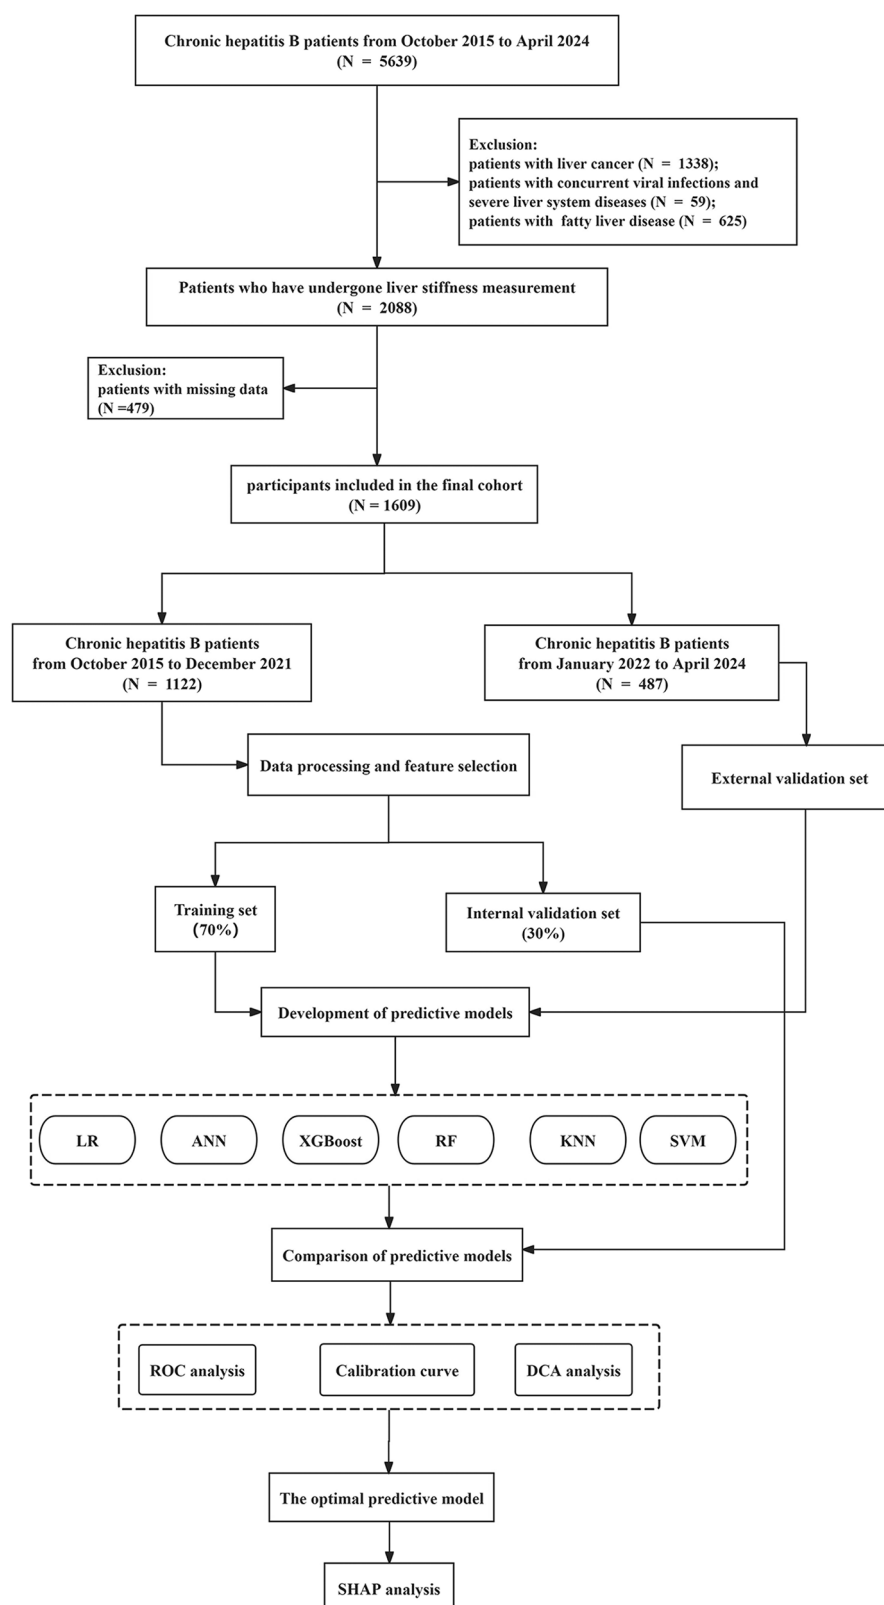 Chronic hepatitis B patients from October 2015 to April 2024
(N = 5639)
Exclusion:
patients with liver cancer (N = 1338);
patients with concurrent viral infections and
severe liver system diseases (N = 59);
patients with fatty liver disease (N = 625)
Patients who have undergone liver stiffness measurement
(N = 2088)
Exclusion:
patients with missing data
(N =479)
participants included in the final cohort
(N = 1609)
Chronic hepatitis B patients
from October 2015 to December 2021
(N = 1122)
Chronic hepatitis B patients
from January 2022 to April 2024
(N = 487)
Data processing and feature selection
External validation set
Training set
(70%)
Internal validation set
(30%)
Development of predictive models
LR
ANN
XGBoost
RF
KNN
SVM
Comparison of predictive models
ROC analysis
Calibration curve
DCA analysis
The optimal predictive model
SHAP analysis